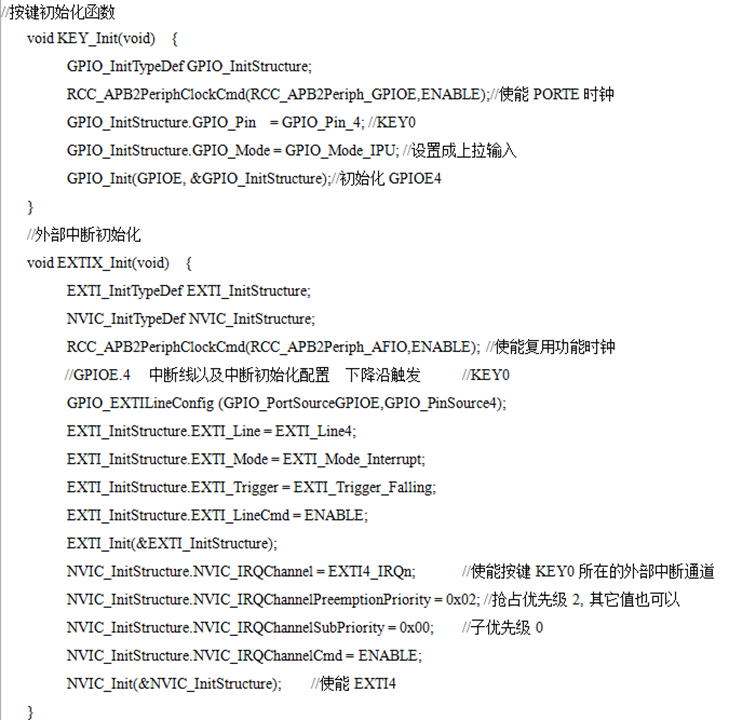 //按键初始化函数
void KEY_Init(void) {
GPIO_InitTypeDef GPIO_InitStructure;
RCC_APB2PeriphClockCmd(RCC_APB2Periph_GPIOE,ENABLE);//使能 PORTE 时钟
GPIO_InitStructure.GPIO_Pin = GPIO_Pin_4; //KEY0
GPIO_InitStructure.GPIO_Mode = GPIO_Mode_IPU; //设置成上拉输入
GPIO_Init(GPIOE, &GPIO_InitStructure);//初始化 GPIOE4
}
//外部中断初始化
void EXTIX_Init(void) {
EXTI_InitTypeDef EXTI_InitStructure;
NVIC_InitTypeDef NVIC_InitStructure;
RCC_APB2PeriphClockCmd(RCC_APB2Periph_AFIO,ENABLE); //使能复用功能时钟
//GPIOE.4 中断线以及中断初始化配置 下降沿触发 //KEY0
GPIO_EXTILineConfig (GPIO_PortSourceGPIOE,GPIO_PinSource4);
EXTI_InitStructure.EXTI_Line = EXTI_Line4;
EXTI_InitStructure.EXTI_Mode = EXTI_Mode_Interrupt;
EXTI_InitStructure.EXTI_Trigger = EXTI_Trigger_Falling;
EXTI_InitStructure.EXTI_LineCmd = ENABLE;
EXTI_Init(&EXTI_InitStructure);
NVIC_InitStructure.NVIC_IRQChannel = EXTI4_IRQn; //使能按键 KEY0 所在的外部中断通道
NVIC_InitStructure.NVIC_IRQChannelPreemptionPriority = 0x02; //抢占优先级 2, 其它值也可以
NVIC_InitStructure.NVIC_IRQChannelSubPriority = 0x00; //子优先级 0
NVIC_InitStructure.NVIC_IRQChannelCmd = ENABLE;
NVIC_Init(&NVIC_InitStructure); //使能 EXTI4
}